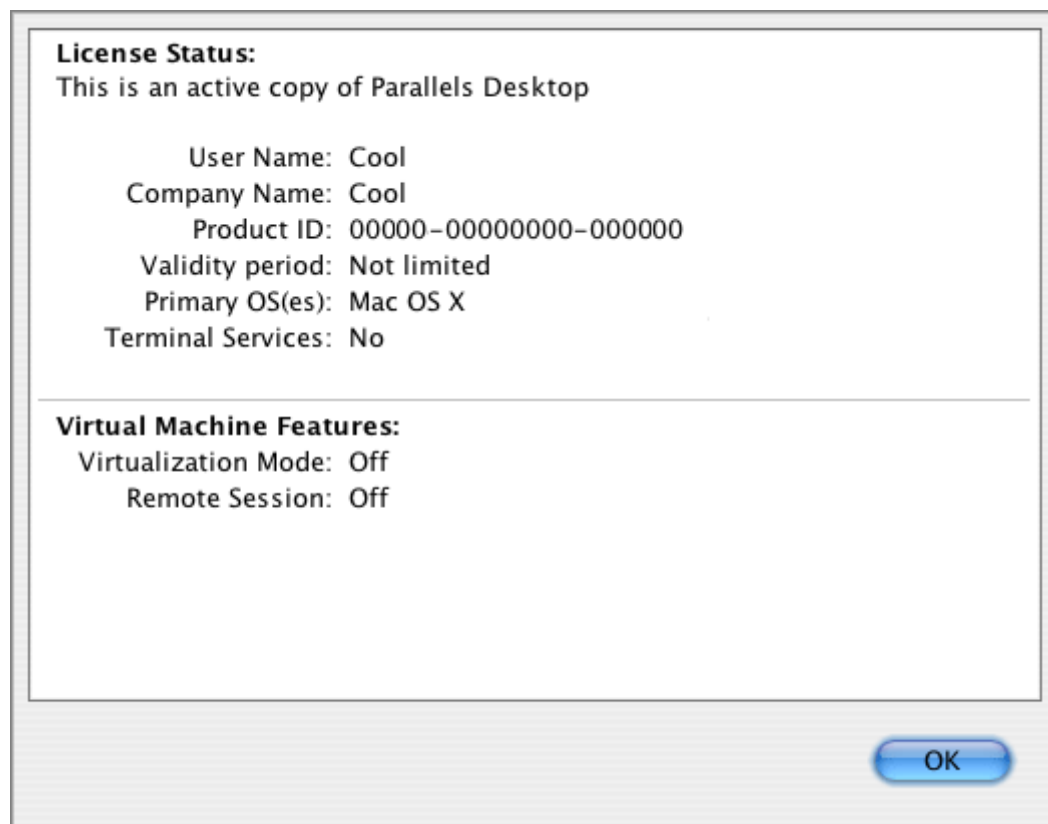 License Status:
This is an active copy of Parallels Desktop
User Name: Cool
Company Name: Cool
Product ID: 00000-00000000-000000
Validity period: Not limited
Primary OS(es): Mac OS X
Terminal Services: No
Virtual Machine Features:
Virtualization Mode: Off
Remote Session: Off
OK